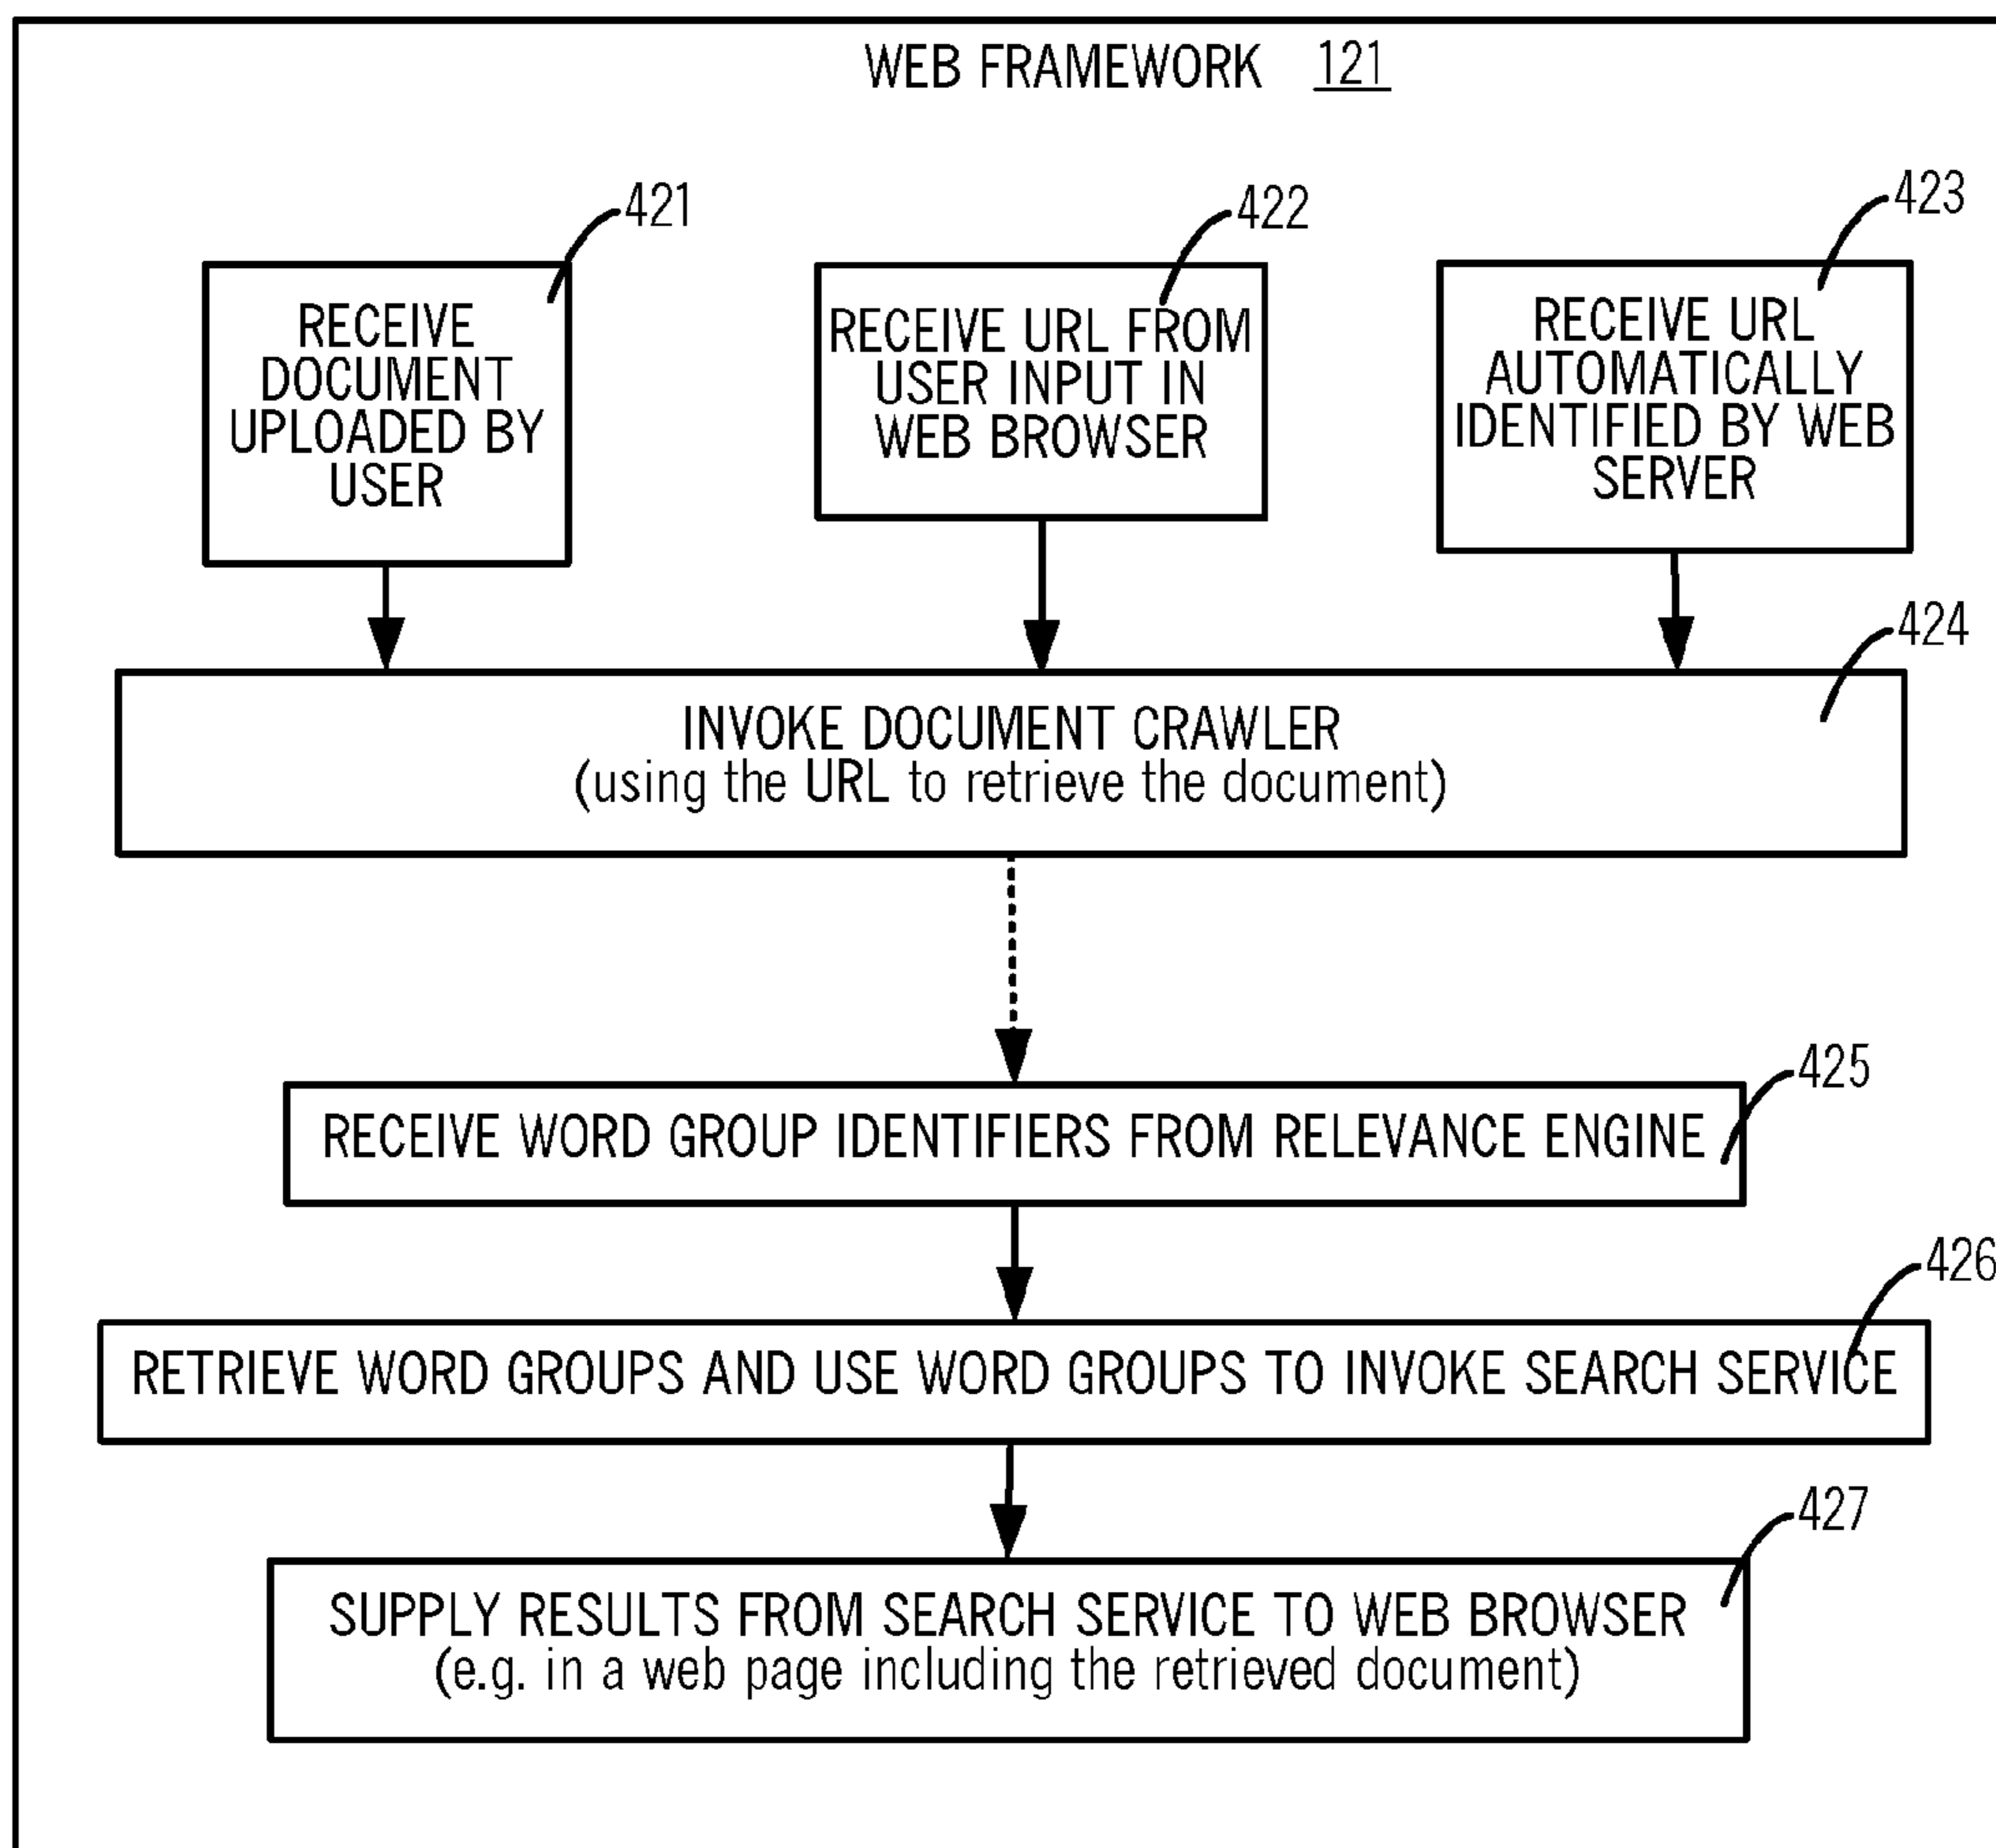 WEB FRAMEWORK 121
421
422
423
RECEIVE
DOCUMENT
UPLOADED BY
USER
RECEIVE URL FROM
USER INPUT IN
WEB BROWSER
RECEIVE URL
AUTOMATICALLY
IDENTIFIED BY WEB
SERVER
424
INVOKE DOCUMENT CRAWLER
(using the URL to retrieve the document)
425
RECEIVE WORD GROUP IDENTIFIERS FROM RELEVANCE ENGINE
426
RETRIEVE WORD GROUPS AND USE WORD GROUPS TO INVOKE SEARCH SERVICE
427
SUPPLY RESULTS FROM SEARCH SERVICE TO WEB BROWSER
(e.g. in a web page including the retrieved document)